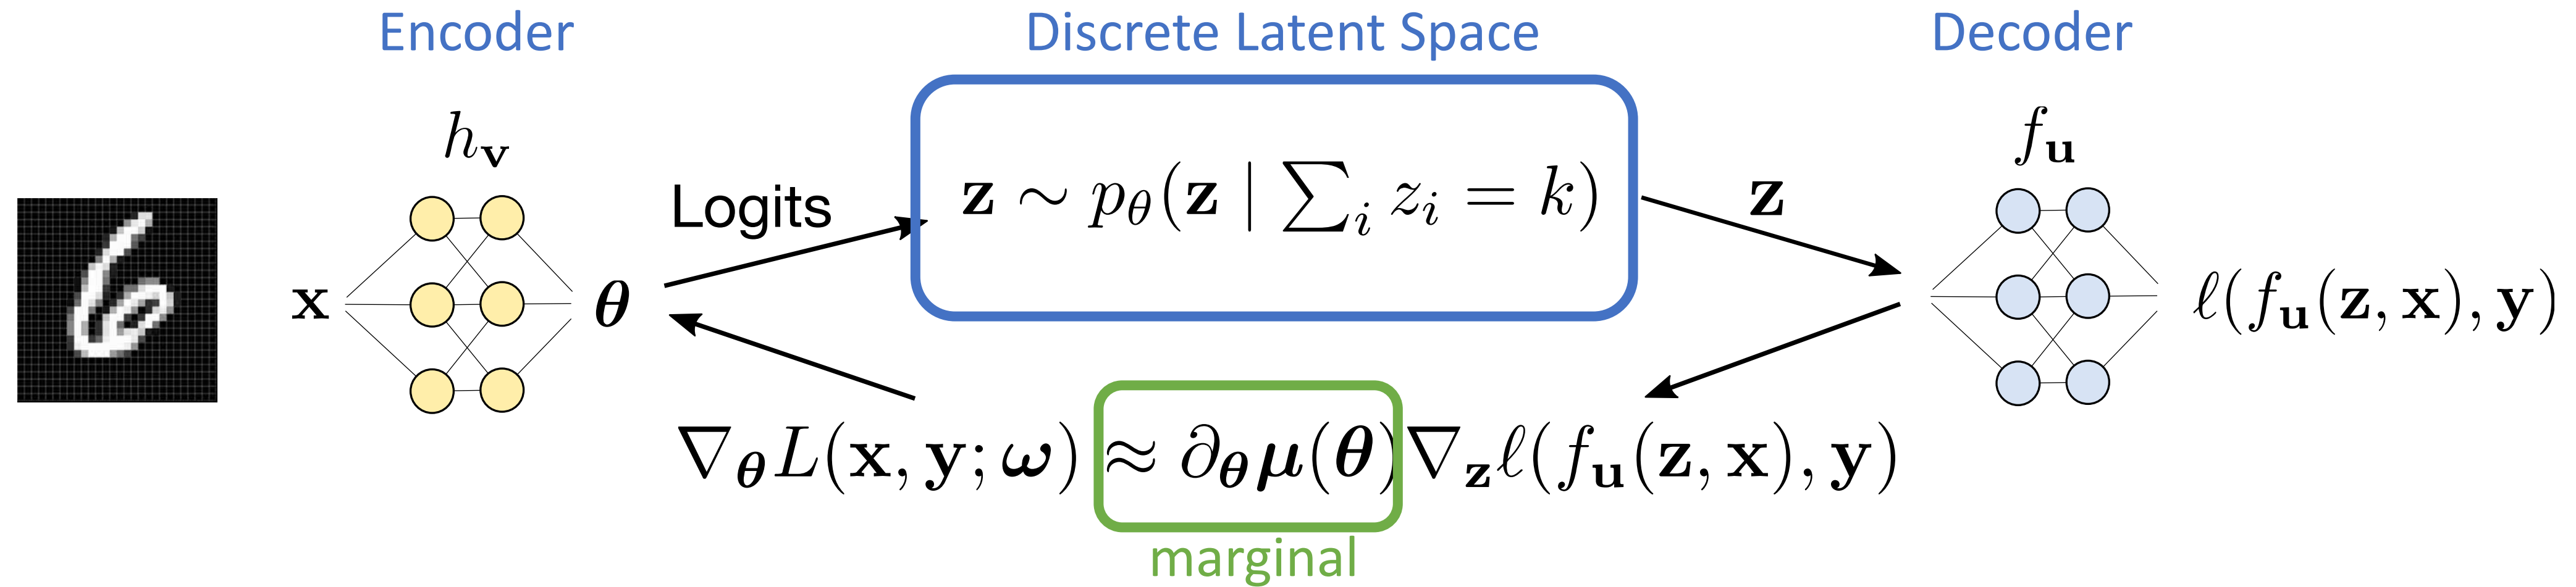 Encoder
Discrete Latent Space
Decoder
h_𝐯
f_𝐮
Logits
𝐳 ∼ p_θ(𝐳 | ∑_i z_i = k)
𝐳
𝐱
𝜽
ℓ(f_𝐮(𝐳, 𝐱), 𝐲)
∇_𝜽 L(𝐱, 𝐲; 𝝎) ≈ ∂_𝜽 𝝁(𝜽) ∇_𝐳 ℓ(f_𝐮(𝐳, 𝐱), 𝐲)
marginal